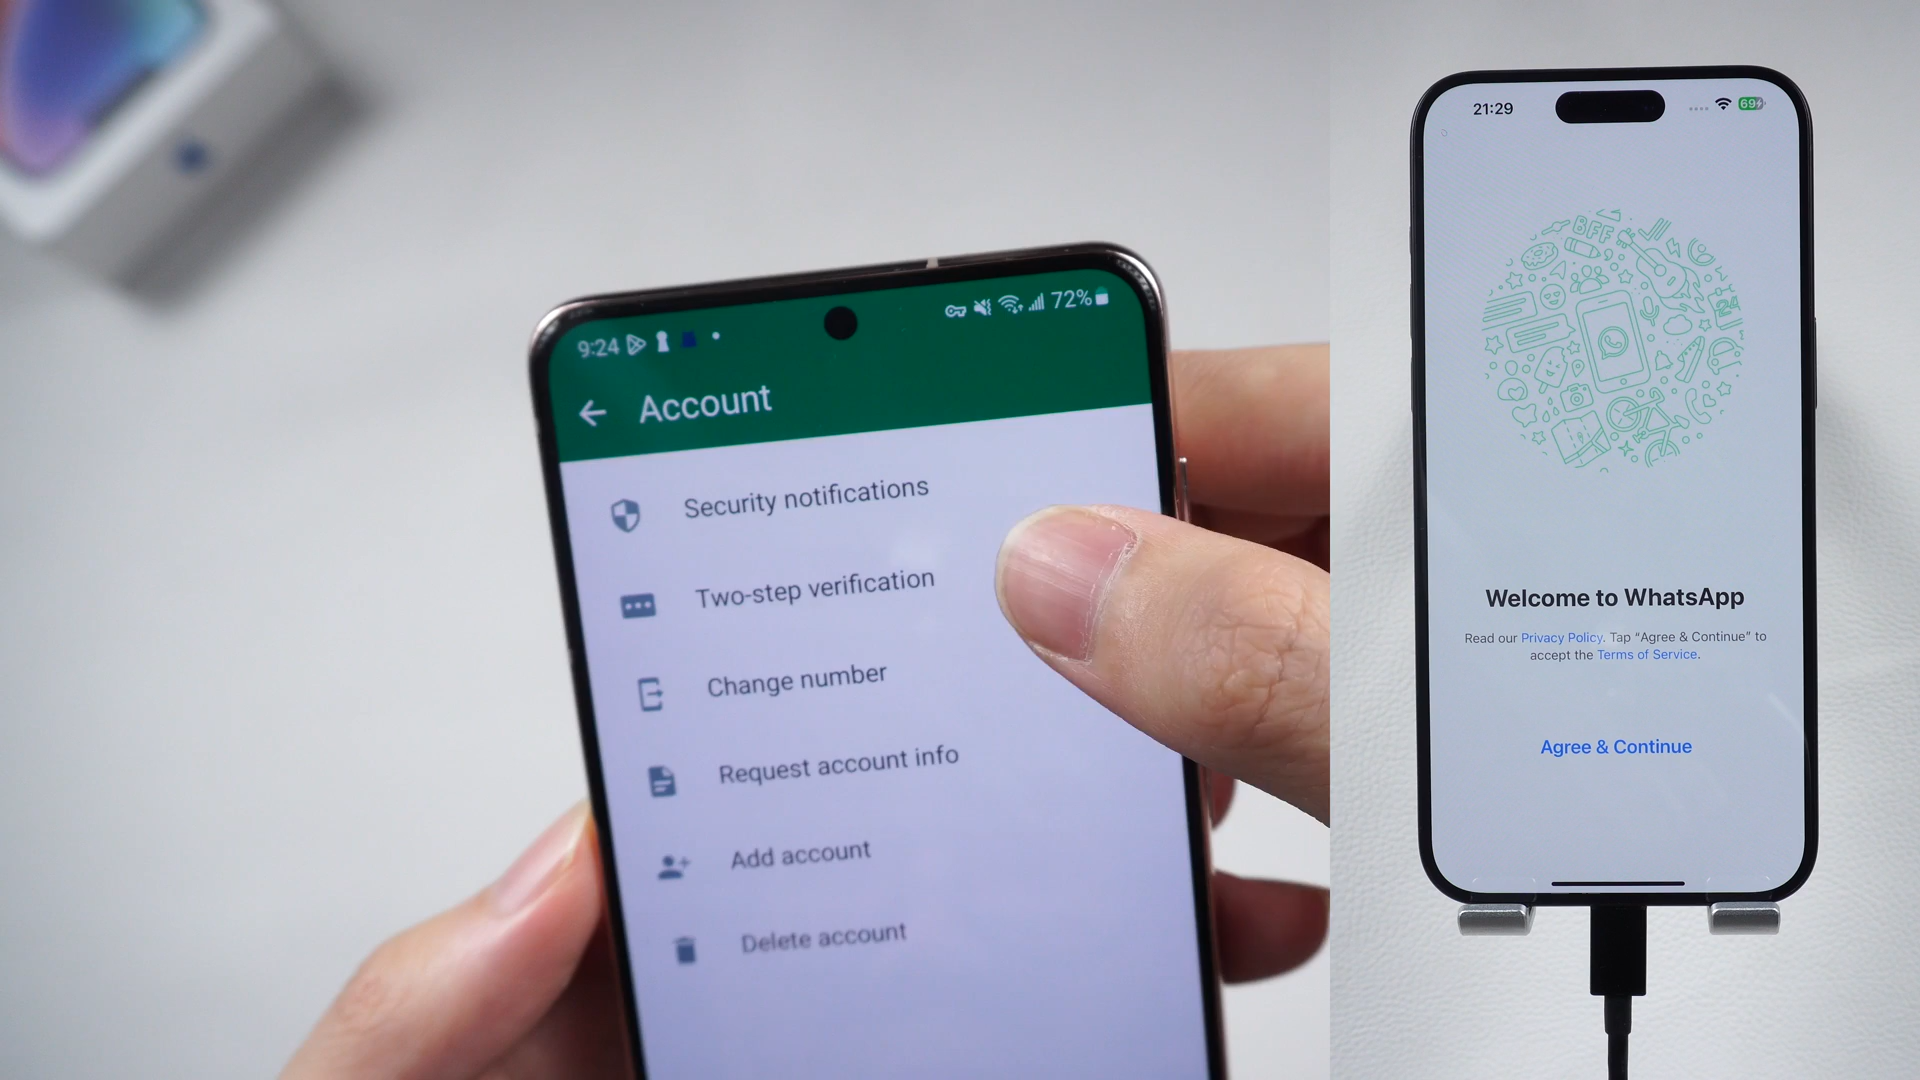 9:24
72%
Account
Security notifications
Two-step verification
Change number
Request account info
Add account
Delete account
21:29
69
BFF
24
Welcome to WhatsApp
Read our Privacy Policy. Tap “Agree & Continue” to
accept the Terms of Service.
Agree & Continue